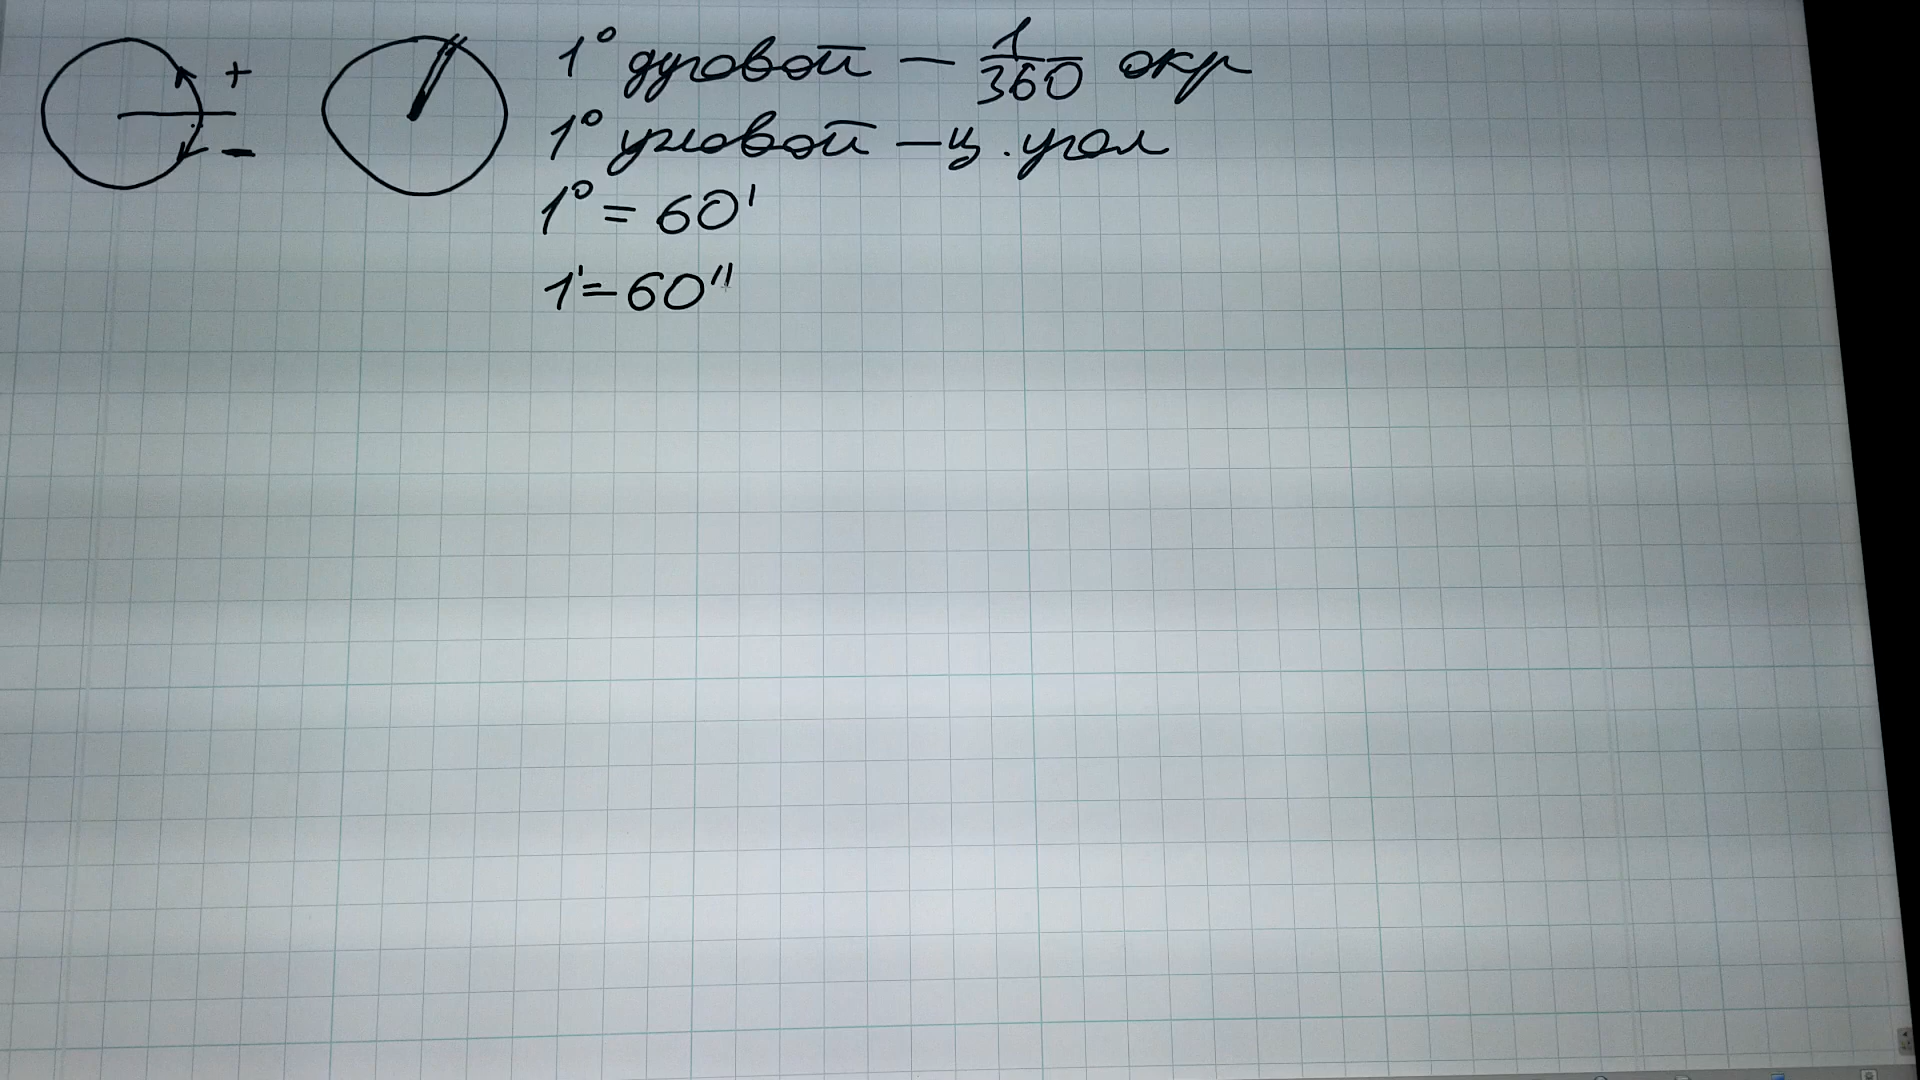 +
−
1° дуговой — 1/360 окр
1° угловой — ц. угол
1° = 60'
1' = 60"